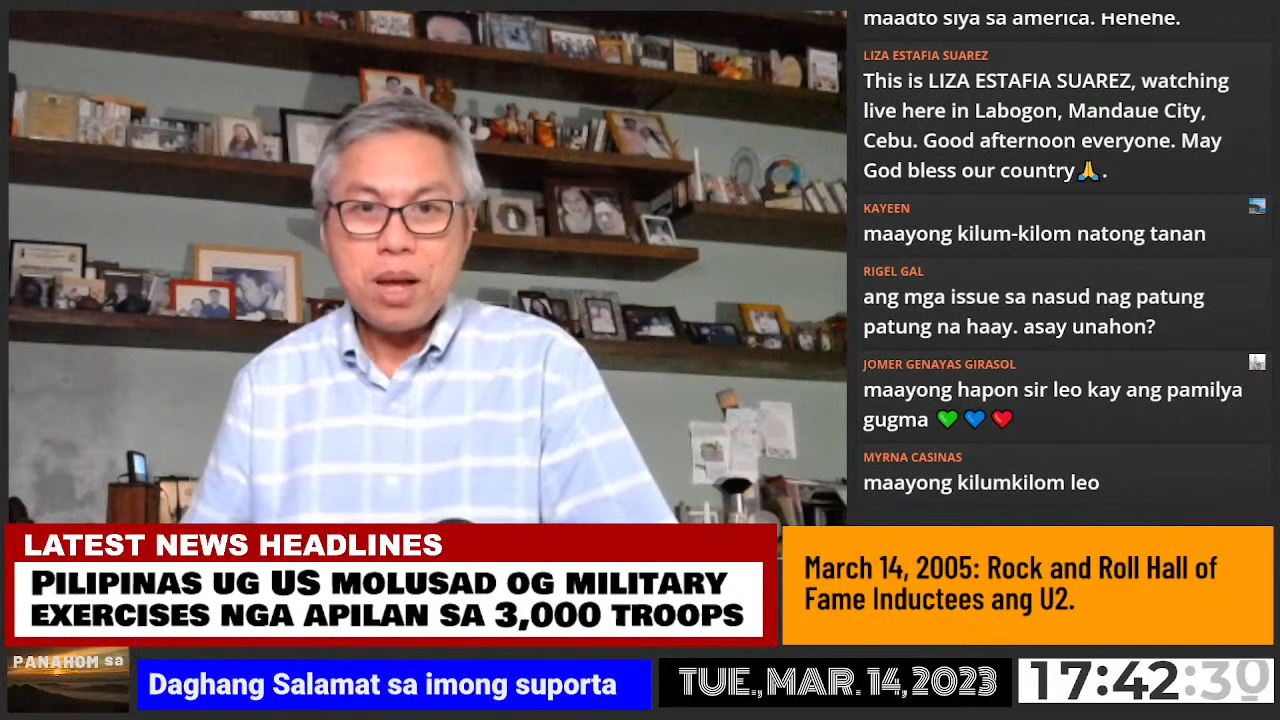 maadto siya sa america. Hehehe.
LIZA ESTAFIA SUAREZ
This is LIZA ESTAFIA SUAREZ, watching
live here in Labogon, Mandaue City,
Cebu. Good afternoon everyone. May
God bless our country🙏.
KAYEEN
maayong kilum-kilom natong tanan
RIGEL GAL
ang mga issue sa nasud nag patung
patung na haay. asay unahon?
JOMER GENAYAS GIRASOL
maayong hapon sir leo kay ang pamilya
gugma 💚 💙 ❤️
MYRNA CASINAS
maayong kilumkilom leo
LATEST NEWS HEADLINES
PILIPINAS UG US MOLUSAD OG MILITARY
EXERCISES NGA APILAN SA 3,000 TROOPS
March 14, 2005: Rock and Roll Hall of
Fame Inductees ang U2.
PANAHOM sa
Daghang Salamat sa imong suporta
TUE., MAR. 14, 2023
17:42:30